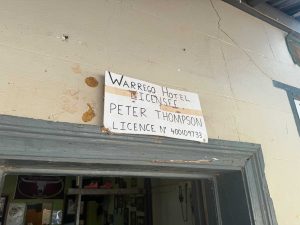 WARREGO HOTEL
LICENSEE
PETER THOMPSON
LICENCE Nº 400109733